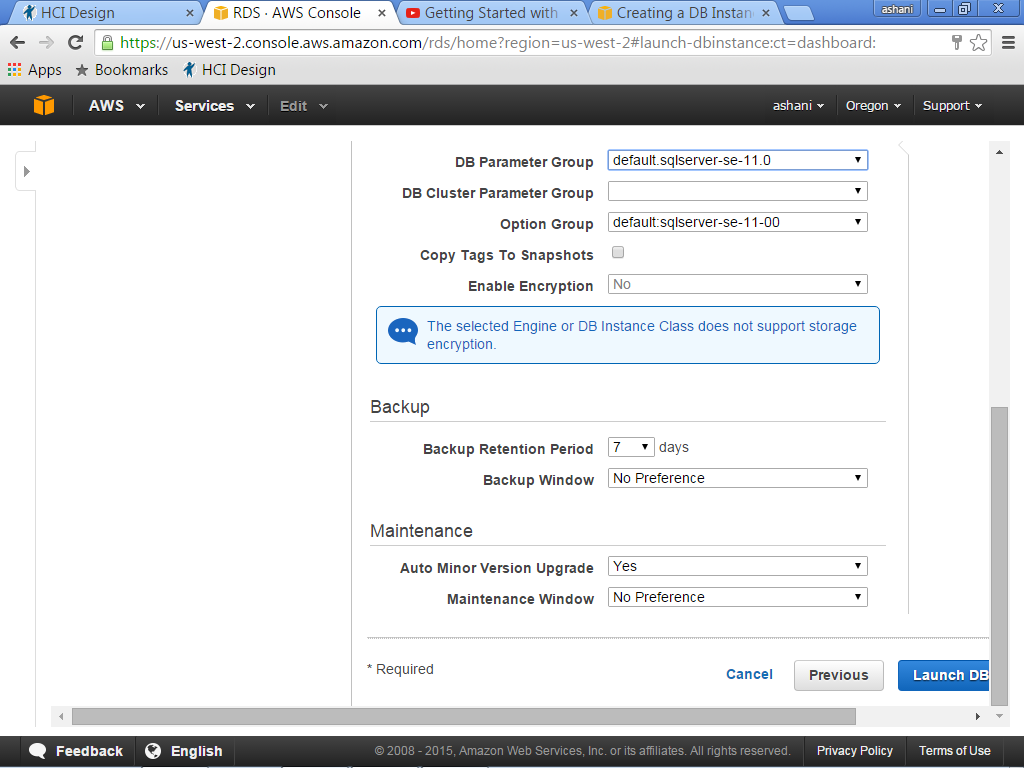 HCI Design
RDS · AWS Console
Getting Started with
Creating a DB Instan
ashani
https://us-west-2.console.aws.amazon.com/rds/home?region=us-west-2#launch-dbinstance:ct=dashboard:
Apps Bookmarks HCI Design
AWS Services Edit ashani Oregon Support
DB Parameter Group default.sqlserver-se-11.0
DB Cluster Parameter Group
Option Group default:sqlserver-se-11-00
Copy Tags To Snapshots
Enable Encryption No
The selected Engine or DB Instance Class does not support storage
encryption.
Backup
Backup Retention Period 7 days
Backup Window No Preference
Maintenance
Auto Minor Version Upgrade Yes
Maintenance Window No Preference
* Required Cancel Previous Launch DB
Feedback English © 2008 - 2015, Amazon Web Services, Inc. or its affiliates. All rights reserved. Privacy Policy Terms of Use